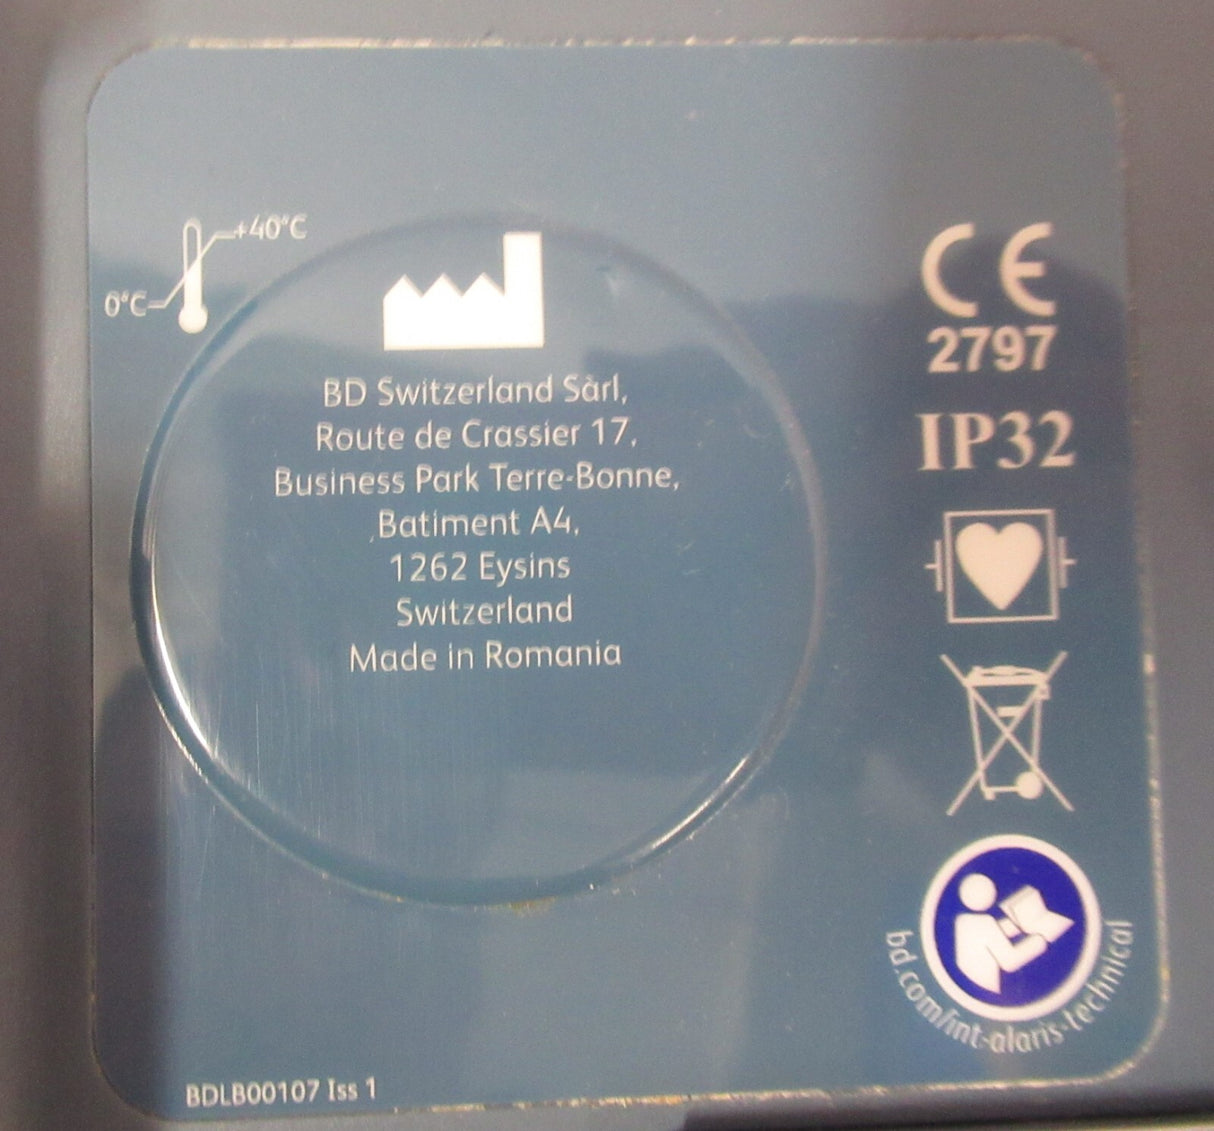 +40°C
0°C
BD Switzerland Sàrl,
Route de Crassier 17,
Business Park Terre-Bonne,
Batiment A4,
1262 Eysins
Switzerland
Made in Romania
CE
2797
IP32
bd.com/int-alaris-technical
BDLB00107 Iss 1